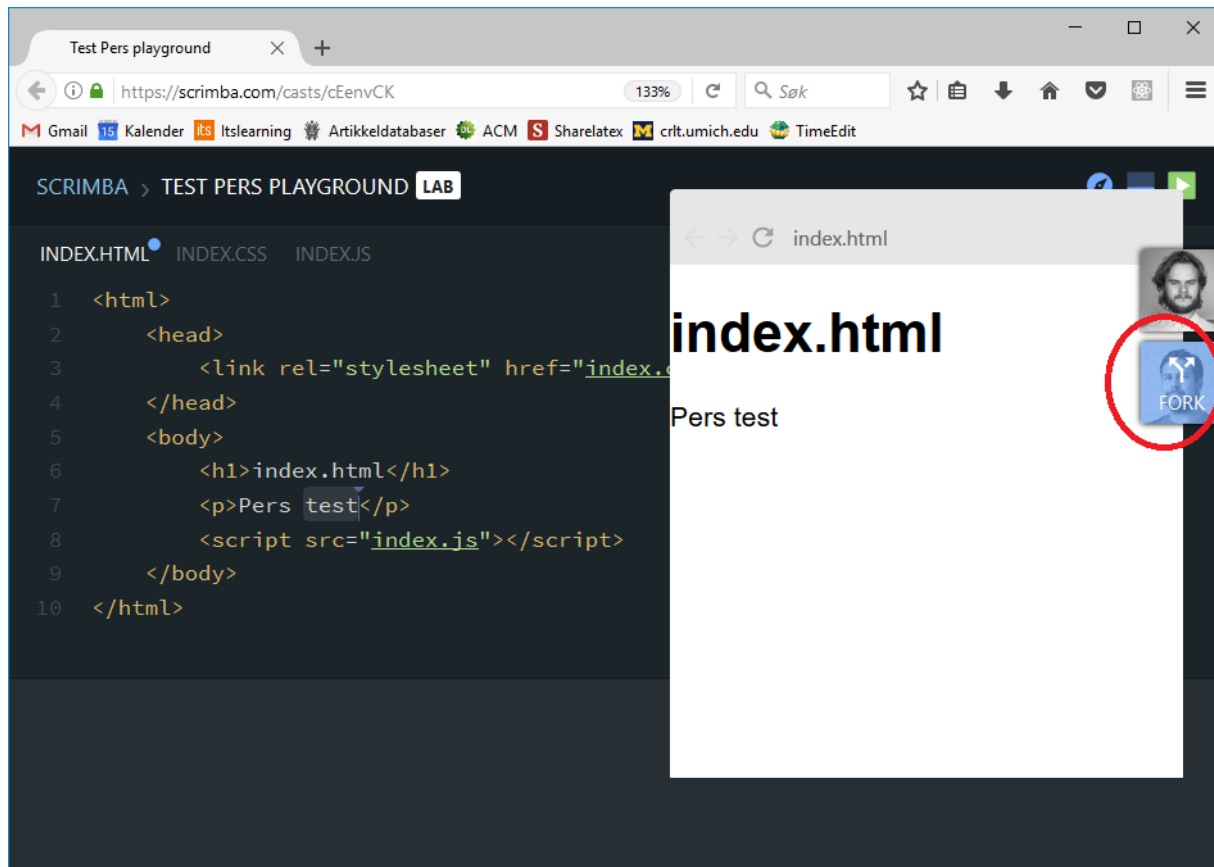 Test Pers playground
https://scrimba.com/casts/cEenvCK 133% Søk
Gmail 15 Kalender its Itslearning Artikkeldatabaser ACM S Sharelatex M crlt.umich.edu TimeEdit
SCRIMBA > TEST PERS PLAYGROUND LAB
INDEX.HTML INDEX.CSS INDEX.JS
1 <html>
2 <head>
3 <link rel="stylesheet" href="index.
4 </head>
5 <body>
6 <h1>index.html</h1>
7 <p>Pers test</p>
8 <script src="index.js"></script>
9 </body>
10 </html>
index.html
index.html
Pers test
FORK